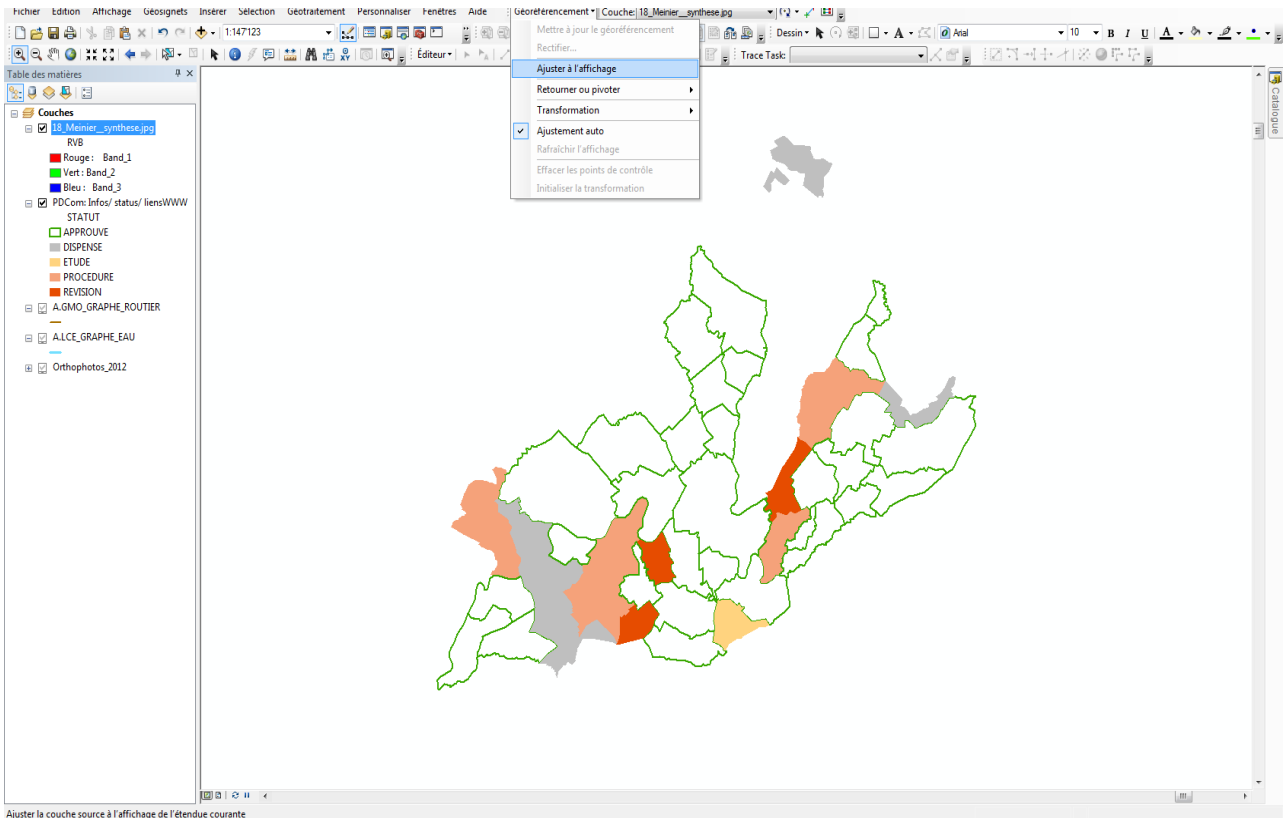 Fichier Edition Affichage Géosignets Insérer Sélection Géotraitement Personnaliser Fenêtres Aide Géoréférencement Couche: 18_Meinier__synthese.jpg
1:147123 Dessin A Arial 10 B I U A
Éditeur Trace Task:
Mettre à jour le géoréférencement
Rectifier...
Ajuster à l'affichage
Retourner ou pivoter
Transformation
Ajustement auto
Rafraîchir l'affichage
Effacer les points de contrôle
Initialiser la transformation
Table des matières
Couches
18_Meinier__synthese.jpg
RVB
Rouge : Band_1
Vert : Band_2
Bleu : Band_3
PDCom: Infos/ status/ liensWWW
STATUT
APPROUVE
DISPENSE
ETUDE
PROCEDURE
REVISION
A.GMO_GRAPHE_ROUTIER
A.LCE_GRAPHE_EAU
Orthophotos_2012
Catalogue
Ajuster la couche source à l'affichage de l'étendue courante